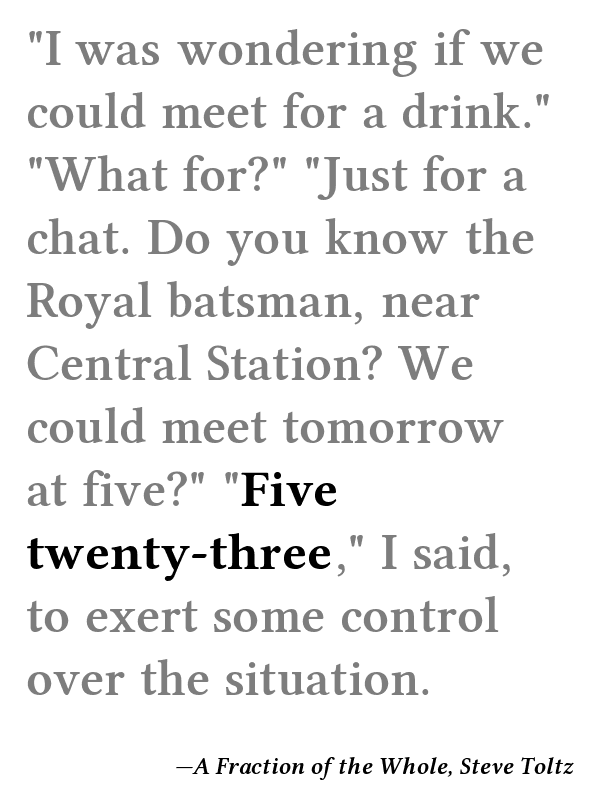 "I was wondering if we
could meet for a drink."
"What for?" "Just for a
chat. Do you know the
Royal batsman, near
Central Station? We
could meet tomorrow
at five?" "Five
twenty-three," I said,
to exert some control
over the situation.
—A Fraction of the Whole, Steve Toltz